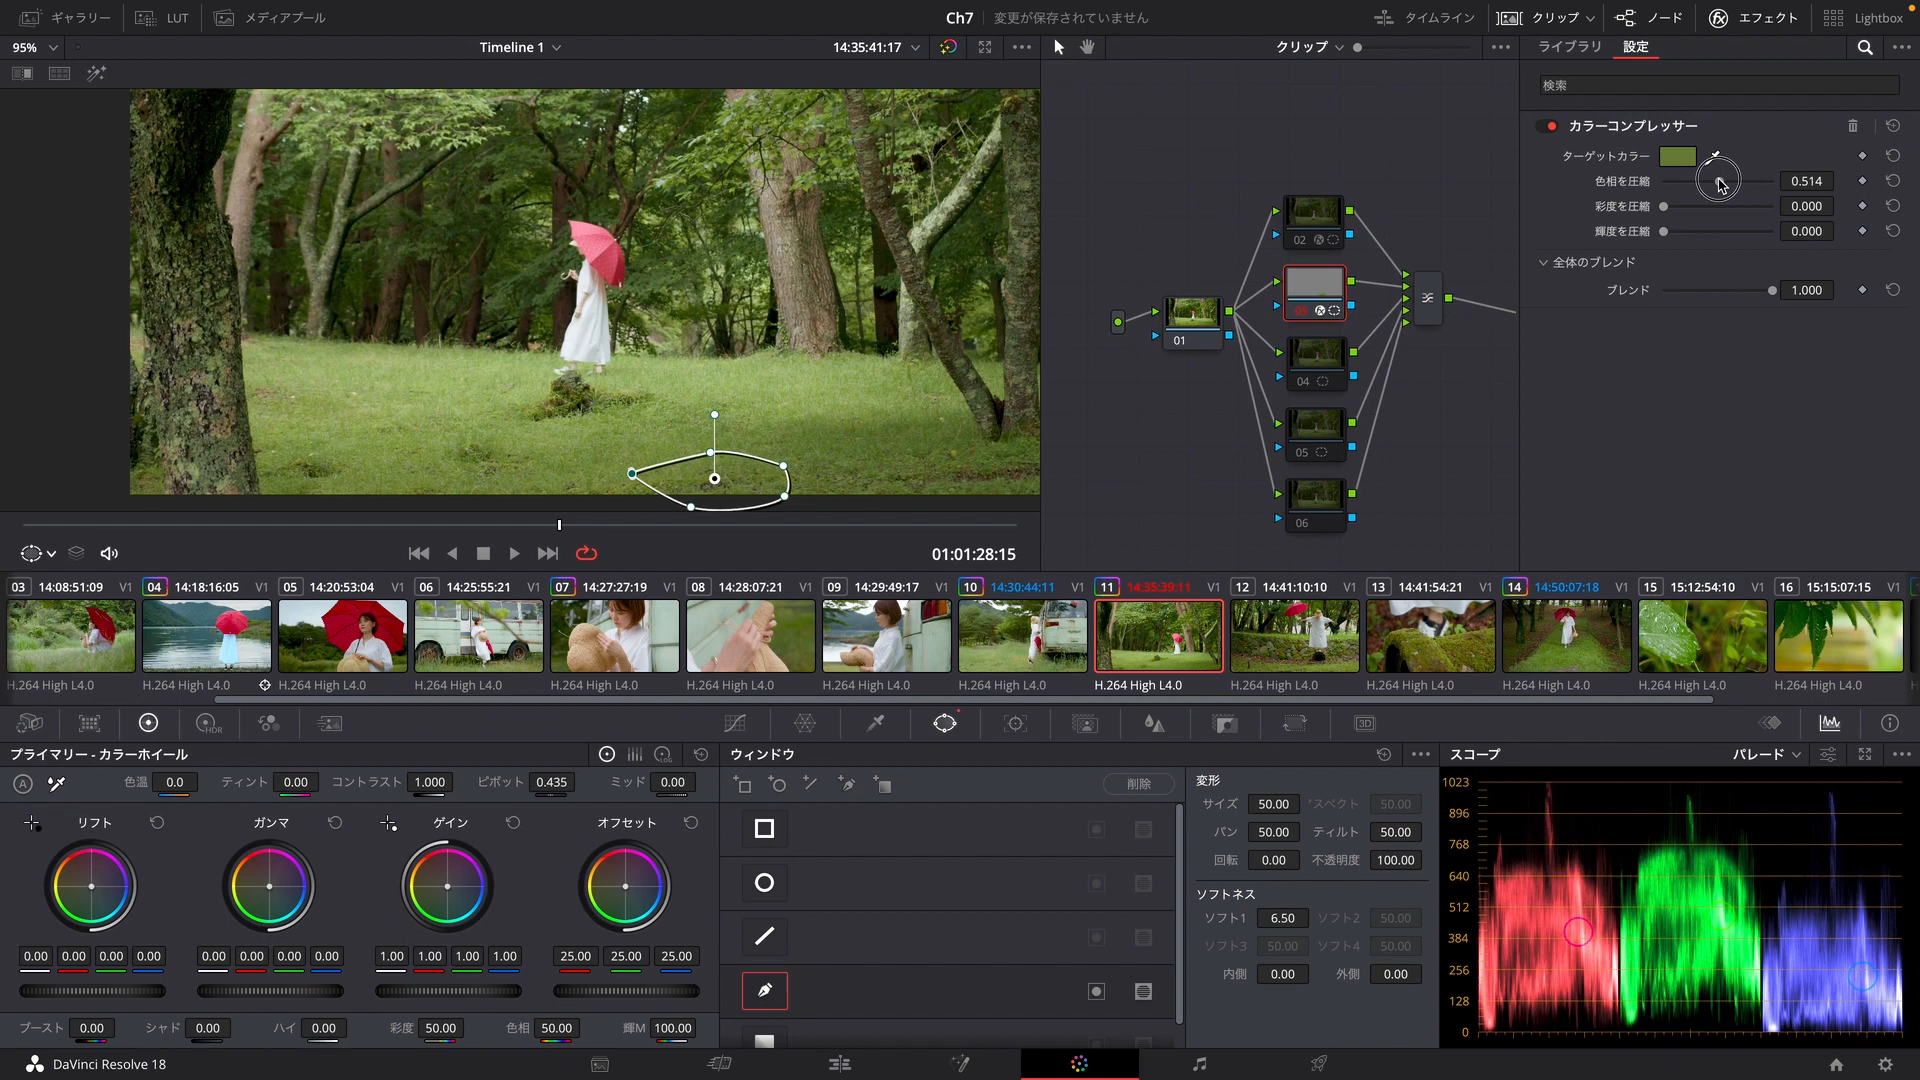 ギャラリー LUT メディアプール Ch7 変更が保存されていません タイムライン クリップ ノード エフェクト Lightbox
95% Timeline 1 14:35:41:17 クリップ ライブラリ 設定
検索
カラーコンプレッサー
ターゲットカラー
色相を圧縮 0.514
彩度を圧縮 0.000
輝度を圧縮 0.000
全体のブレンド
ブレンド 1.000
02
03
01
04
05
06
01:01:28:15
03 14:08:51:09 V1 04 14:18:16:05 V1 05 14:20:53:04 V1 06 14:25:55:21 V1 07 14:27:27:19 V1 08 14:28:07:21 V1 09 14:29:49:17 V1 10 14:30:44:11 V1 11 14:35:39:11 V1 12 14:41:10:10 V1 13 14:41:54:21 V1 14 14:50:07:18 V1 15 15:12:54:10 V1 16 15:15:07:15 V1
H.264 High L4.0 H.264 High L4.0 H.264 High L4.0 H.264 High L4.0 H.264 High L4.0 H.264 High L4.0 H.264 High L4.0 H.264 High L4.0 H.264 High L4.0 H.264 High L4.0 H.264 High L4.0 H.264 High L4.0 H.264 High L4.0 H.264 High L4.0
HDR 3D
プライマリー - カラーホイール LOG
A 色温 0.0 ティント 0.00 コントラスト 1.000 ピボット 0.435 ミッド 0.00
リフト ガンマ ゲイン オフセット
0.00 0.00 0.00 0.00 0.00 0.00 0.00 0.00 1.00 1.00 1.00 1.00 25.00 25.00 25.00
ブースト 0.00 シャド 0.00 ハイ 0.00 彩度 50.00 色相 50.00 輝M 100.00
ウィンドウ
削除
変形
サイズ 50.00 スペクト 50.00
パン 50.00 ティルト 50.00
回転 0.00 不透明度 100.00
ソフトネス
ソフト1 6.50 ソフト2 50.00
ソフト3 50.00 ソフト4 50.00
内側 0.00 外側 0.00
スコープ パレード
1023
896
768
640
512
384
256
128
0
DaVinci Resolve 18